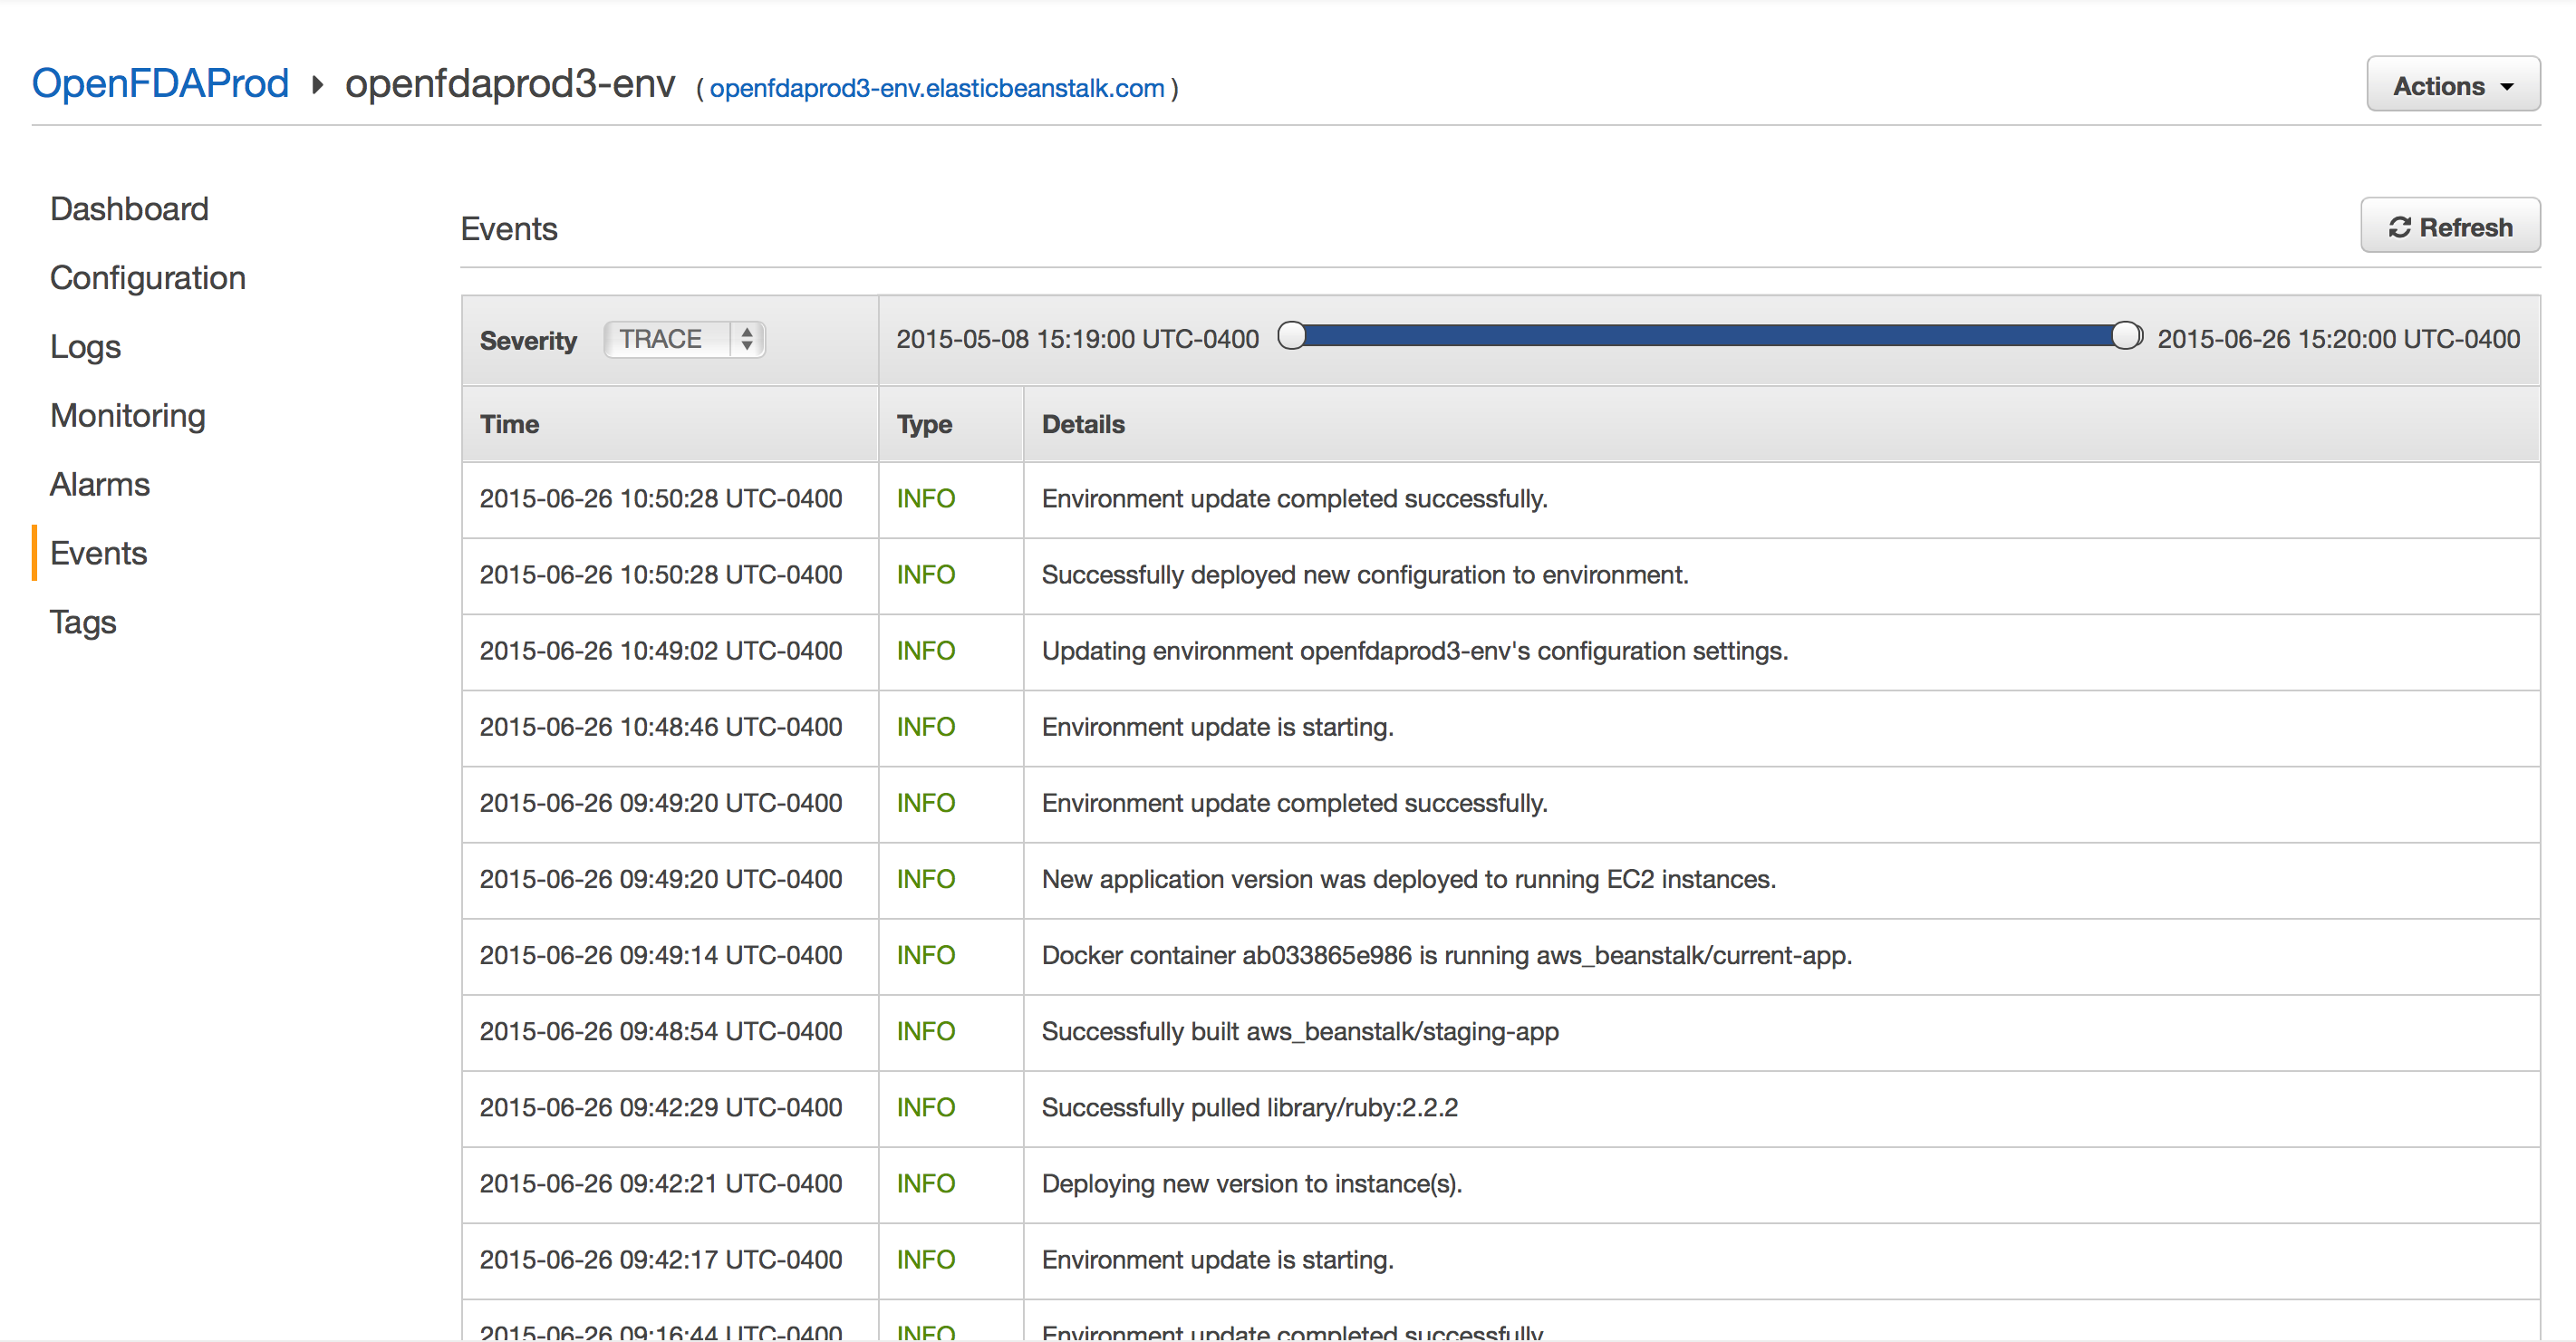 OpenFDAProd openfdaprod3-env ( openfdaprod3-env.elasticbeanstalk.com )
Actions
Dashboard
Configuration
Logs
Monitoring
Alarms
Events
Tags
Events
Refresh
Severity TRACE 2015-05-08 15:19:00 UTC-0400 2015-06-26 15:20:00 UTC-0400
Time Type Details
2015-06-26 10:50:28 UTC-0400 INFO Environment update completed successfully.
2015-06-26 10:50:28 UTC-0400 INFO Successfully deployed new configuration to environment.
2015-06-26 10:49:02 UTC-0400 INFO Updating environment openfdaprod3-env's configuration settings.
2015-06-26 10:48:46 UTC-0400 INFO Environment update is starting.
2015-06-26 09:49:20 UTC-0400 INFO Environment update completed successfully.
2015-06-26 09:49:20 UTC-0400 INFO New application version was deployed to running EC2 instances.
2015-06-26 09:49:14 UTC-0400 INFO Docker container ab033865e986 is running aws_beanstalk/current-app.
2015-06-26 09:48:54 UTC-0400 INFO Successfully built aws_beanstalk/staging-app
2015-06-26 09:42:29 UTC-0400 INFO Successfully pulled library/ruby:2.2.2
2015-06-26 09:42:21 UTC-0400 INFO Deploying new version to instance(s).
2015-06-26 09:42:17 UTC-0400 INFO Environment update is starting.
2015-06-26 09:16:44 UTC-0400 INFO Environment update completed successfully.